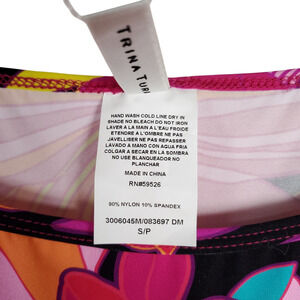 TRINA TUR
HAND WASH COLD LINE DRY IN
SHADE NO BLEACH DO NOT IRON
LAVER A LA MAIN A L'EAU FROIDE
ETENDRE A L'OMBRE NE PAS
JAVELLISER NE PAS REPASSER
LAVADO A MANO CON AQUA FRIA
COLGAR A SECAR EN LA SOMBRA
NO USE BLANQUEADOR NO
PLANCHAR
MADE IN CHINA
RN#59526
90% NYLON 10% SPANDEX
3006045M/083697 DM
S/P